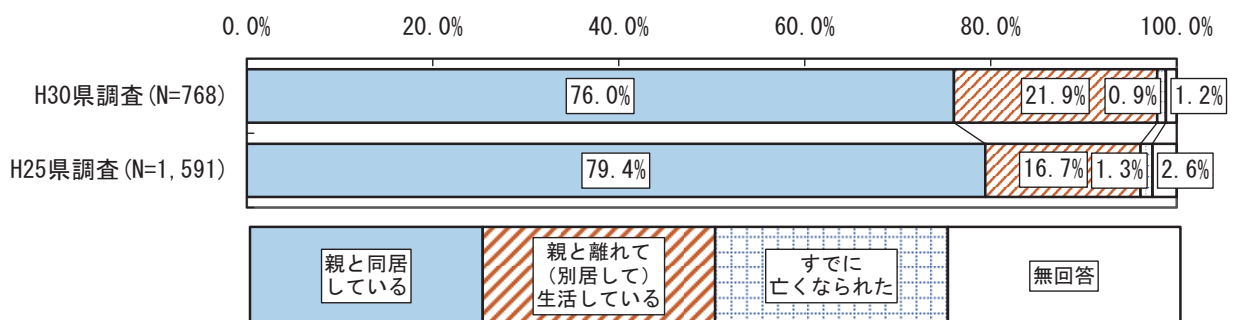 0.0% 20.0% 40.0% 60.0% 80.0% 100.0%
H30県調査(N=768) 76.0% 21.9% 0.9% 1.2%
H25県調査(N=1,591) 79.4% 16.7% 1.3% 2.6%
親と同居
している
親と離れて
(別居して)
生活している
すでに
亡くなられた
無回答